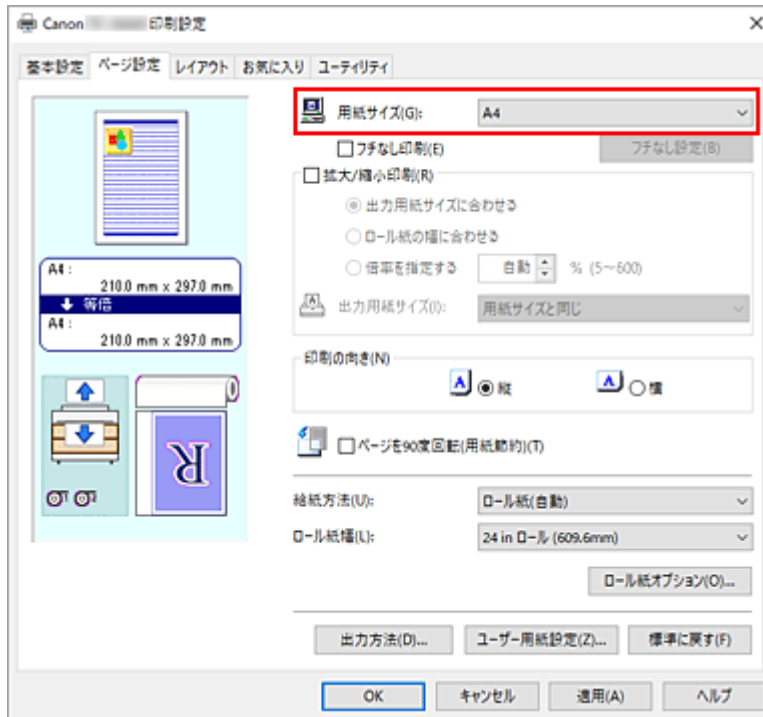 Canon 印刷設定
基本設定 ページ設定 レイアウト お気に入り ユーティリティ
用紙サイズ(G): A4
フチなし印刷(E) フチなし設定(B)
拡大/縮小印刷(R)
出力用紙サイズに合わせる
ロール紙の幅に合わせる
倍率を指定する 自動 % (5～600)
出力用紙サイズ(I): 用紙サイズと同じ
A4 :
210.0 mm x 297.0 mm
等倍
A4 :
210.0 mm x 297.0 mm
印刷の向き(N)
A 縦 A 横
ページを90度回転(用紙節約)(T)
R
給紙方法(U): ロール紙(自動)
ロール紙幅(L): 24 in ロール (609.6mm)
ロール紙オプション(O)...
出力方法(D)... ユーザー用紙設定(Z)... 標準に戻す(F)
OK キャンセル 適用(A) ヘルプ